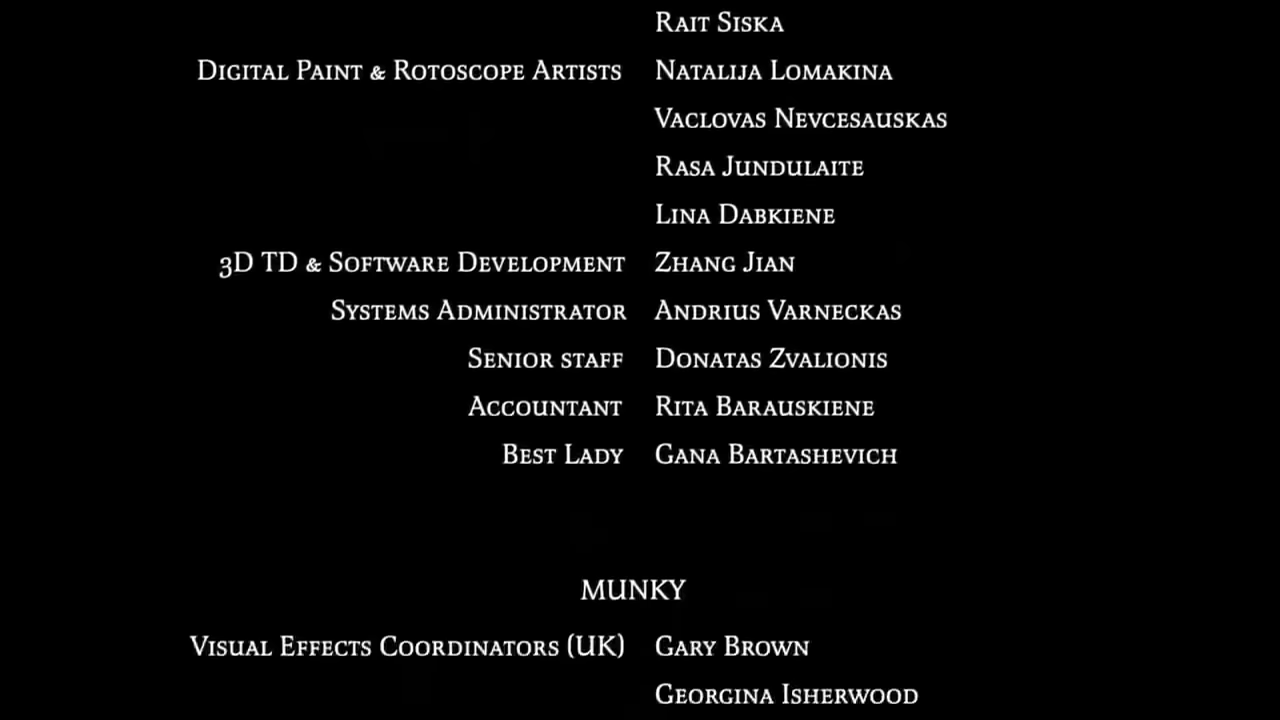 Rait Siska
Digital Paint & Rotoscope Artists Natalija Lomakina
Vaclovas Nevcesauskas
Rasa Jundulaite
Lina Dabkiene
3D TD & Software Development Zhang Jian
Systems Administrator Andrius Varneckas
Senior staff Donatas Zvalionis
Accountant Rita Barauskiene
Best Lady Gana Bartashevich
MUNKY
Visual Effects Coordinators (UK) Gary Brown
Georgina Isherwood